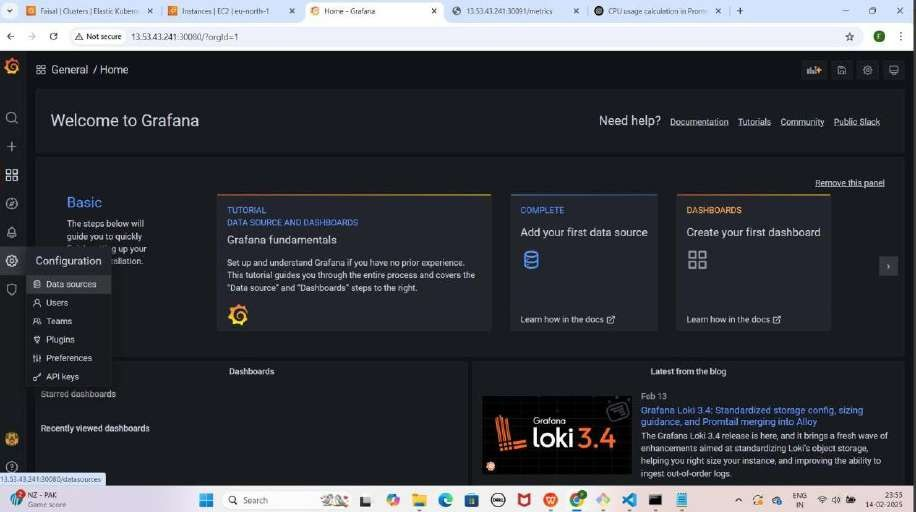 Faisal | Clusters | Elastic Kubern
Instances | EC2 | eu-north-1
Home - Grafana
13.53.43.241:30091/metrics
CPU usage calculation in Prom
Not secure
13.53.43.241:30080/?orgId=1
General / Home
Welcome to Grafana
Need help?
Documentation
Tutorials
Community
Public Slack
Remove this panel
Basic
The steps below will
guide you to quickly
up your
llation.
TUTORIAL
DATA SOURCE AND DASHBOARDS
Grafana fundamentals
Set up and understand Grafana if you have no prior experience.
This tutorial guides you through the entire process and covers the
"Data source" and "Dashboards" steps to the right.
COMPLETE
Add your first data source
Learn how in the docs
DASHBOARDS
Create your first dashboard
Learn how in the docs
Configuration
Data sources
Users
Teams
Plugins
Preferences
API keys
Dashboards
Starred dashboards
Recently viewed dashboards
Latest from the blog
Feb 13
Grafana Loki 3.4: Standardized storage config, sizing
guidance, and Promtail merging into Alloy
The Grafana Loki 3.4 release is here, and it brings a fresh wave of
enhancements aimed at standardizing Loki's object storage,
helping you right size your instance, and improving the ability to
ingest out-of-order logs.
Grafana
loki 3.4
13.53.43.241:30080/datasources
2
NZ - PAK
Game score
Search
DELL
ENG
IN
23:55
14-02-2025